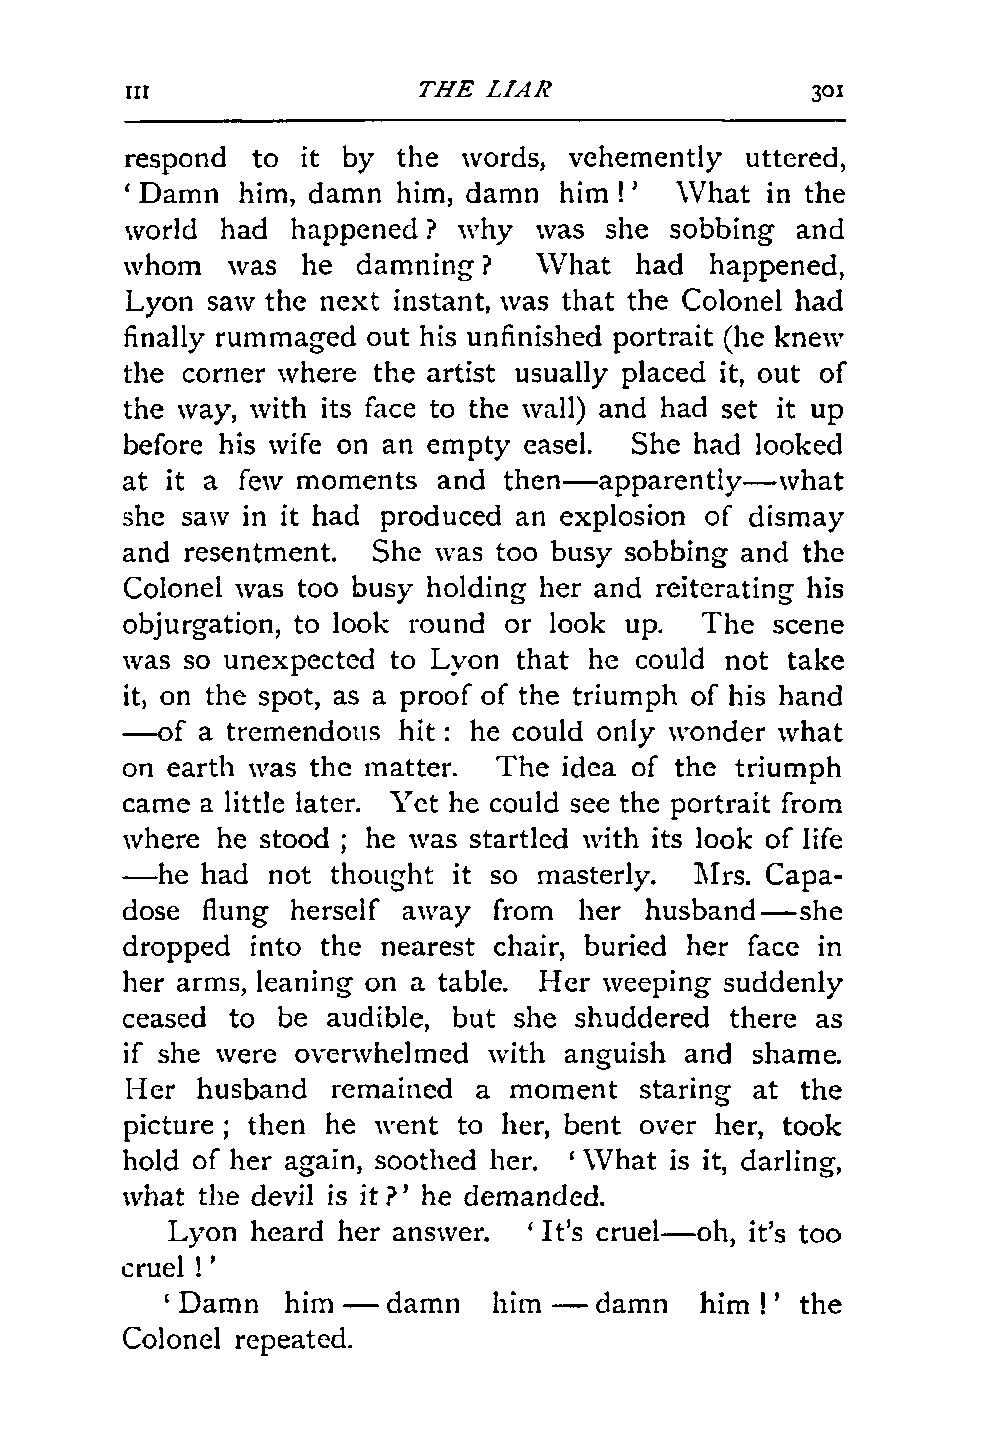 III THE LIAR 301
respond to it by the words, vehemently uttered,
‘Damn him, damn him, damn him!’ What in the
world had happened? why was she sobbing and
whom was he damning? What had happened,
Lyon saw the next instant, was that the Colonel had
finally rummaged out his unfinished portrait (he knew
the corner where the artist usually placed it, out of
the way, with its face to the wall) and had set it up
before his wife on an empty easel. She had looked
at it a few moments and then—apparently—what
she saw in it had produced an explosion of dismay
and resentment. She was too busy sobbing and the
Colonel was too busy holding her and reiterating his
objurgation, to look round or look up. The scene
was so unexpected to Lyon that he could not take
it, on the spot, as a proof of the triumph of his hand
—of a tremendous hit: he could only wonder what
on earth was the matter. The idea of the triumph
came a little later. Yet he could see the portrait from
where he stood; he was startled with its look of life
—he had not thought it so masterly. Mrs. Capa-
dose flung herself away from her husband—she
dropped into the nearest chair, buried her face in
her arms, leaning on a table. Her weeping suddenly
ceased to be audible, but she shuddered there as
if she were overwhelmed with anguish and shame.
Her husband remained a moment staring at the
picture; then he went to her, bent over her, took
hold of her again, soothed her. ‘What is it, darling,
what the devil is it?’ he demanded.
Lyon heard her answer. ‘It's cruel—oh, it's too
cruel!’
‘Damn him—damn him—damn him!’ the
Colonel repeated.